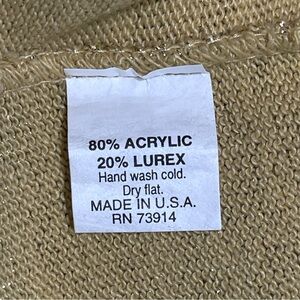 80% ACRYLIC
20% LUREX
Hand wash cold.
Dry flat.
MADE IN U.S.A.
RN 73914